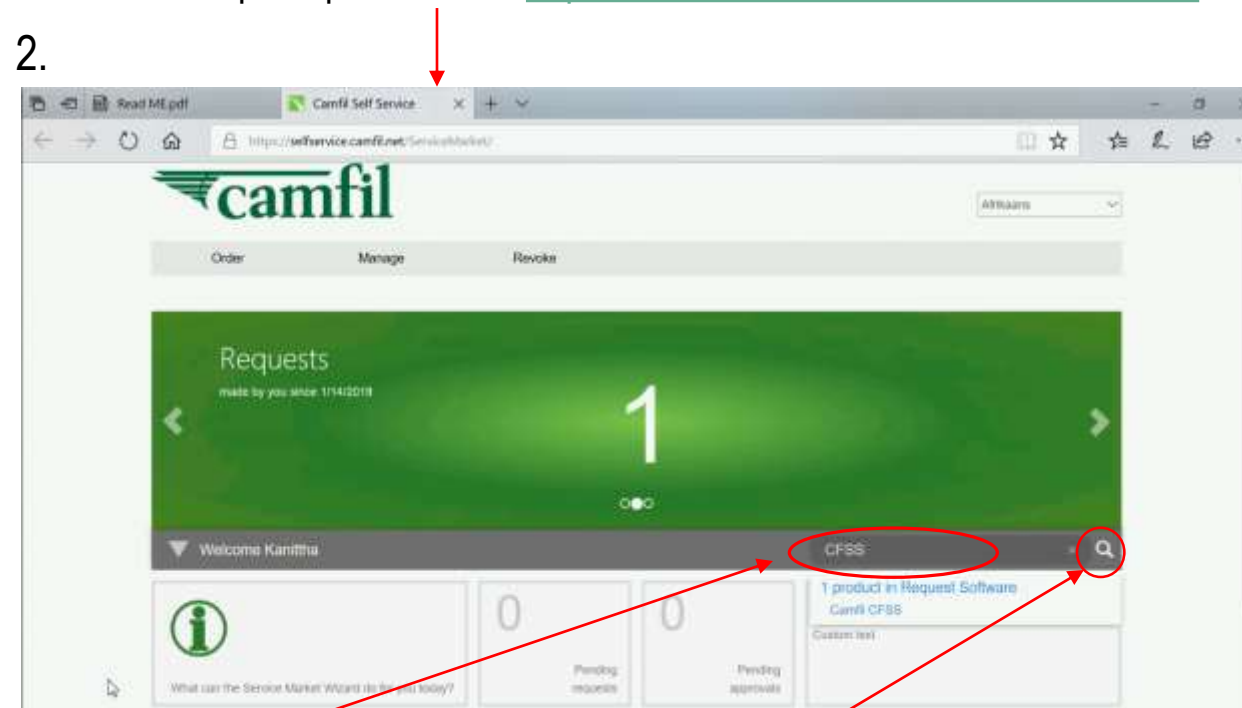 2.
Read ME.pdf
Camfil Self Service
https://selfservice.camfil.net/ServiceMarket/
camfil
Afrikaans
Order Manage Revoke
Requests
made by you since 1/14/2019
1
Welcome Kanittha
CFSS
1 product in Request Software
Camfil CFSS
Custom text
0
Pending
requests
0
Pending
approvals
What can the Service Market Wizard do for you today?